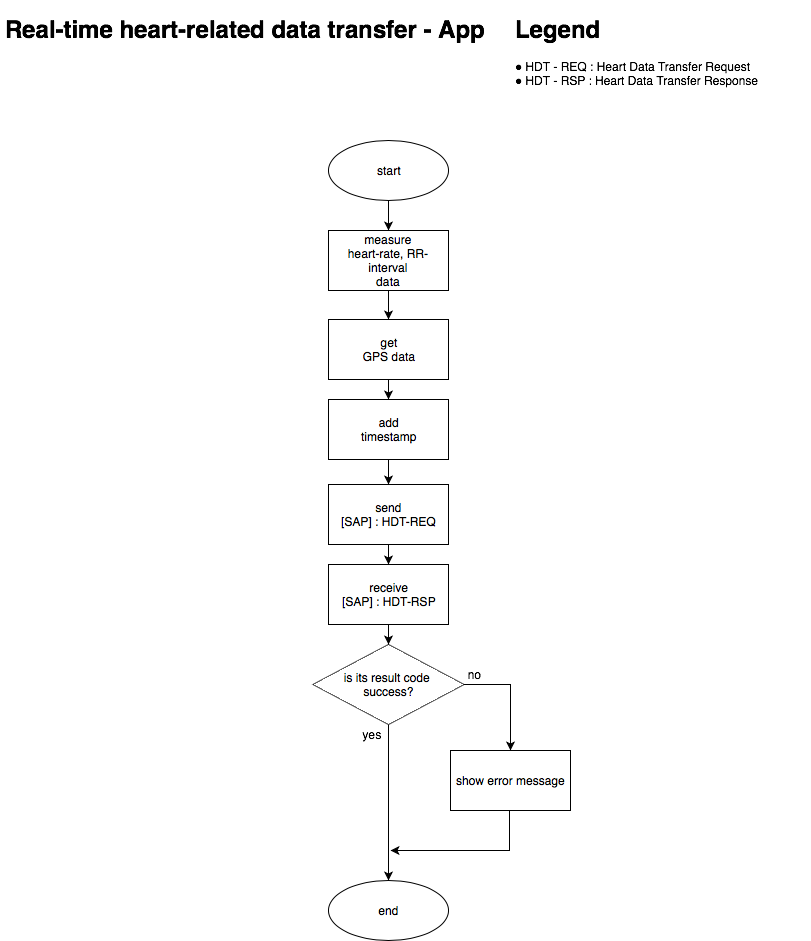 Real-time heart-related data transfer - App
Legend
● HDT - REQ : Heart Data Transfer Request
● HDT - RSP : Heart Data Transfer Response
start
measure
heart-rate, RR-
interval
data
get
GPS data
add
timestamp
send
[SAP] : HDT-REQ
receive
[SAP] : HDT-RSP
is its result code
success?
no
yes
show error message
end